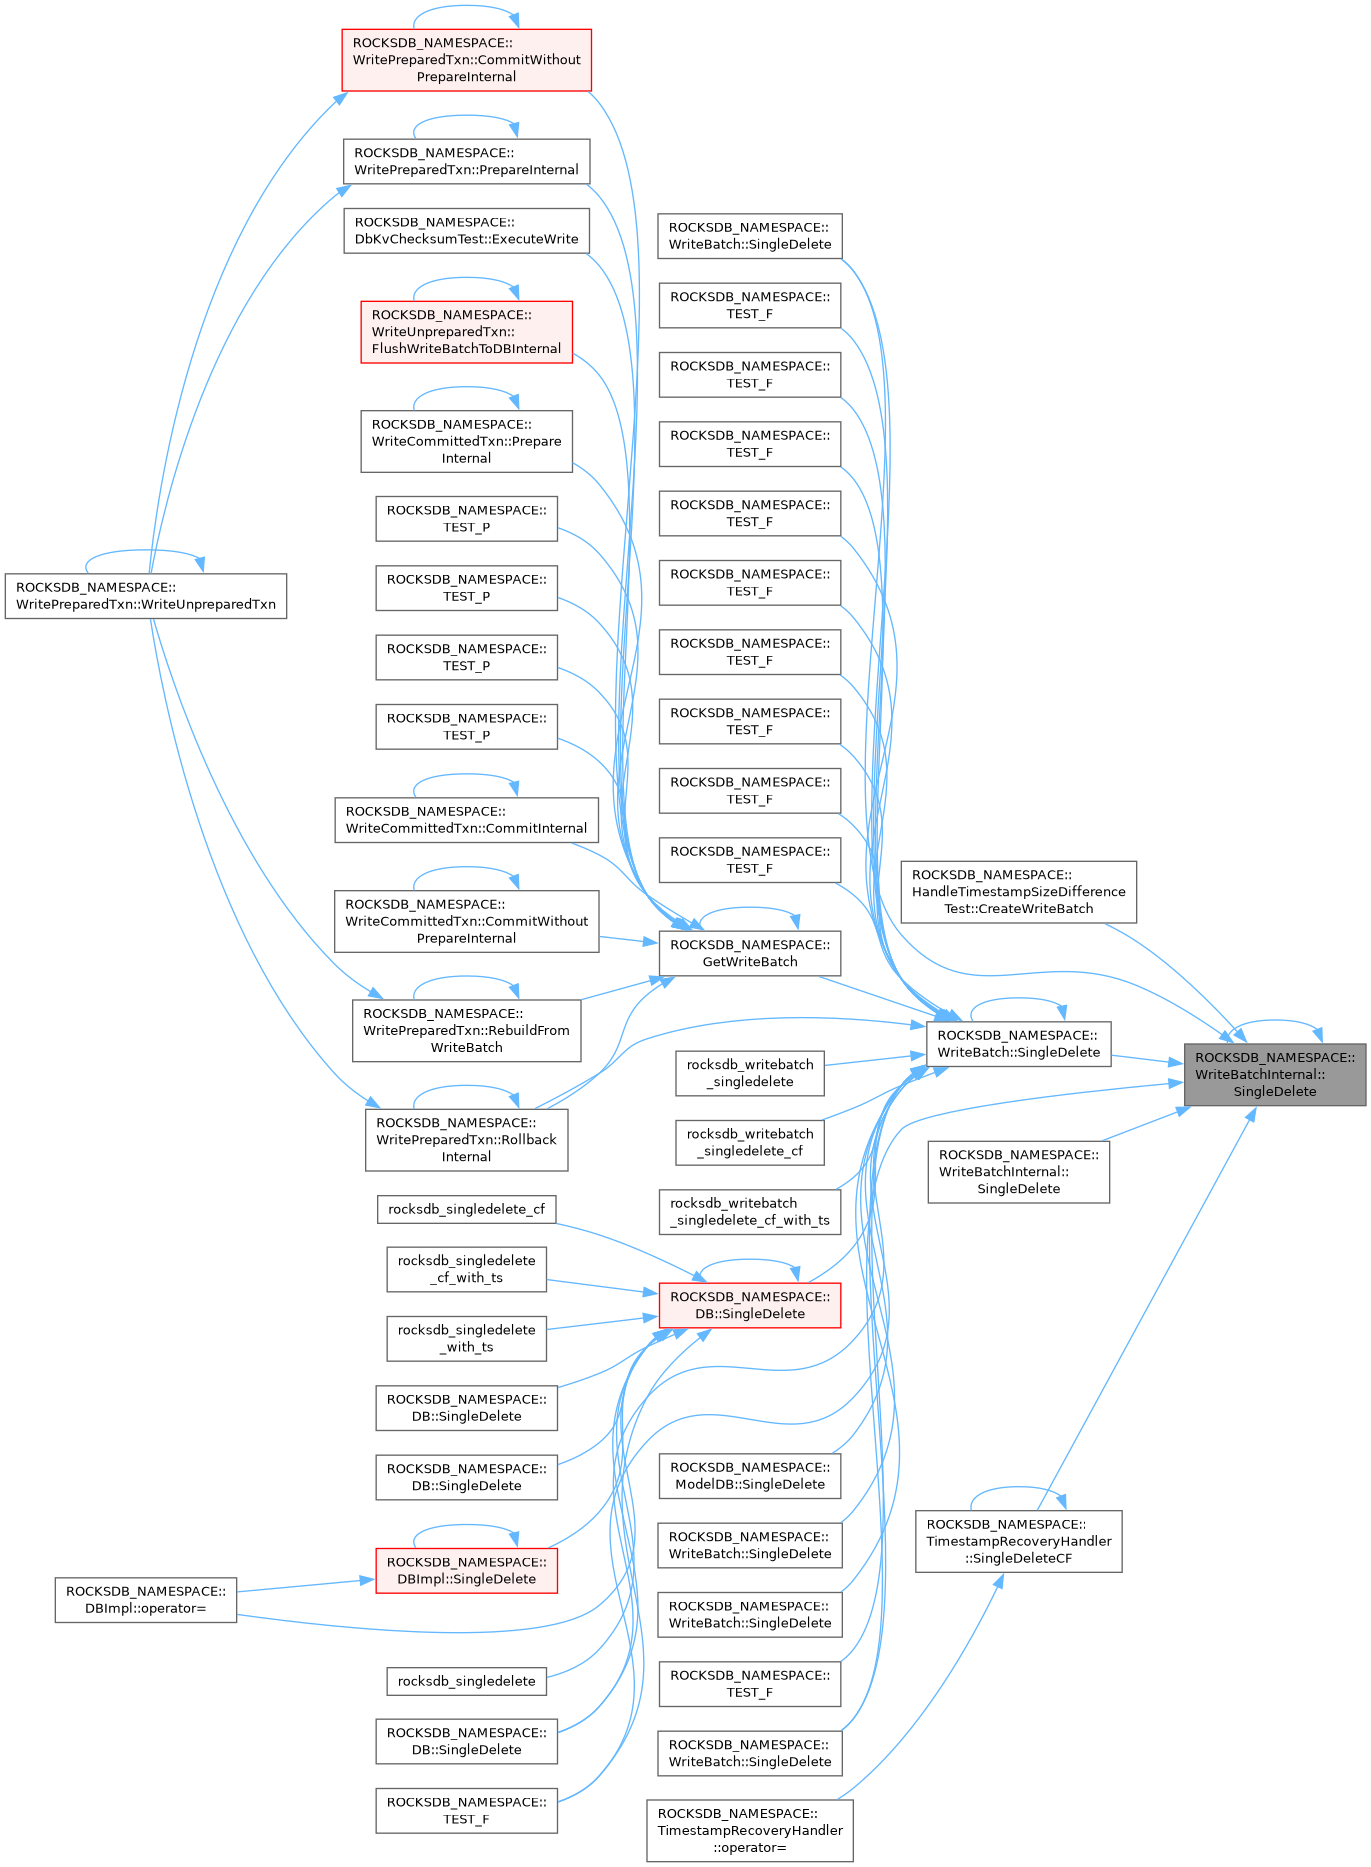 ROCKSDB_NAMESPACE::
WritePreparedTxn::CommitWithout
PrepareInternal
ROCKSDB_NAMESPACE::
WritePreparedTxn::PrepareInternal
ROCKSDB_NAMESPACE::
DbKvChecksumTest::ExecuteWrite
ROCKSDB_NAMESPACE::
WriteUnpreparedTxn::
FlushWriteBatchToDBInternal
ROCKSDB_NAMESPACE::
WriteCommittedTxn::Prepare
Internal
ROCKSDB_NAMESPACE::
TEST_P
ROCKSDB_NAMESPACE::
TEST_P
ROCKSDB_NAMESPACE::
TEST_P
ROCKSDB_NAMESPACE::
TEST_P
ROCKSDB_NAMESPACE::
WritePreparedTxn::WriteUnpreparedTxn
ROCKSDB_NAMESPACE::
WriteCommittedTxn::CommitInternal
ROCKSDB_NAMESPACE::
WriteCommittedTxn::CommitWithout
PrepareInternal
ROCKSDB_NAMESPACE::
WritePreparedTxn::RebuildFrom
WriteBatch
ROCKSDB_NAMESPACE::
WritePreparedTxn::Rollback
Internal
rocksdb_singledelete_cf
rocksdb_singledelete
_cf_with_ts
rocksdb_singledelete
_with_ts
ROCKSDB_NAMESPACE::
DB::SingleDelete
ROCKSDB_NAMESPACE::
DB::SingleDelete
ROCKSDB_NAMESPACE::
DBImpl::SingleDelete
ROCKSDB_NAMESPACE::
DBImpl::operator=
rocksdb_singledelete
ROCKSDB_NAMESPACE::
DB::SingleDelete
ROCKSDB_NAMESPACE::
TEST_F
ROCKSDB_NAMESPACE::
WriteBatch::SingleDelete
ROCKSDB_NAMESPACE::
TEST_F
ROCKSDB_NAMESPACE::
TEST_F
ROCKSDB_NAMESPACE::
TEST_F
ROCKSDB_NAMESPACE::
TEST_F
ROCKSDB_NAMESPACE::
TEST_F
ROCKSDB_NAMESPACE::
TEST_F
ROCKSDB_NAMESPACE::
TEST_F
ROCKSDB_NAMESPACE::
TEST_F
ROCKSDB_NAMESPACE::
TEST_F
ROCKSDB_NAMESPACE::
GetWriteBatch
rocksdb_writebatch
_singledelete
rocksdb_writebatch
_singledelete_cf
rocksdb_writebatch
_singledelete_cf_with_ts
ROCKSDB_NAMESPACE::
DB::SingleDelete
ROCKSDB_NAMESPACE::
ModelDB::SingleDelete
ROCKSDB_NAMESPACE::
WriteBatch::SingleDelete
ROCKSDB_NAMESPACE::
WriteBatch::SingleDelete
ROCKSDB_NAMESPACE::
TEST_F
ROCKSDB_NAMESPACE::
WriteBatch::SingleDelete
ROCKSDB_NAMESPACE::
TimestampRecoveryHandler
::operator=
ROCKSDB_NAMESPACE::
HandleTimestampSizeDifference
Test::CreateWriteBatch
ROCKSDB_NAMESPACE::
WriteBatch::SingleDelete
ROCKSDB_NAMESPACE::
WriteBatchInternal::
SingleDelete
ROCKSDB_NAMESPACE::
TimestampRecoveryHandler
::SingleDeleteCF
ROCKSDB_NAMESPACE::
WriteBatchInternal::
SingleDelete